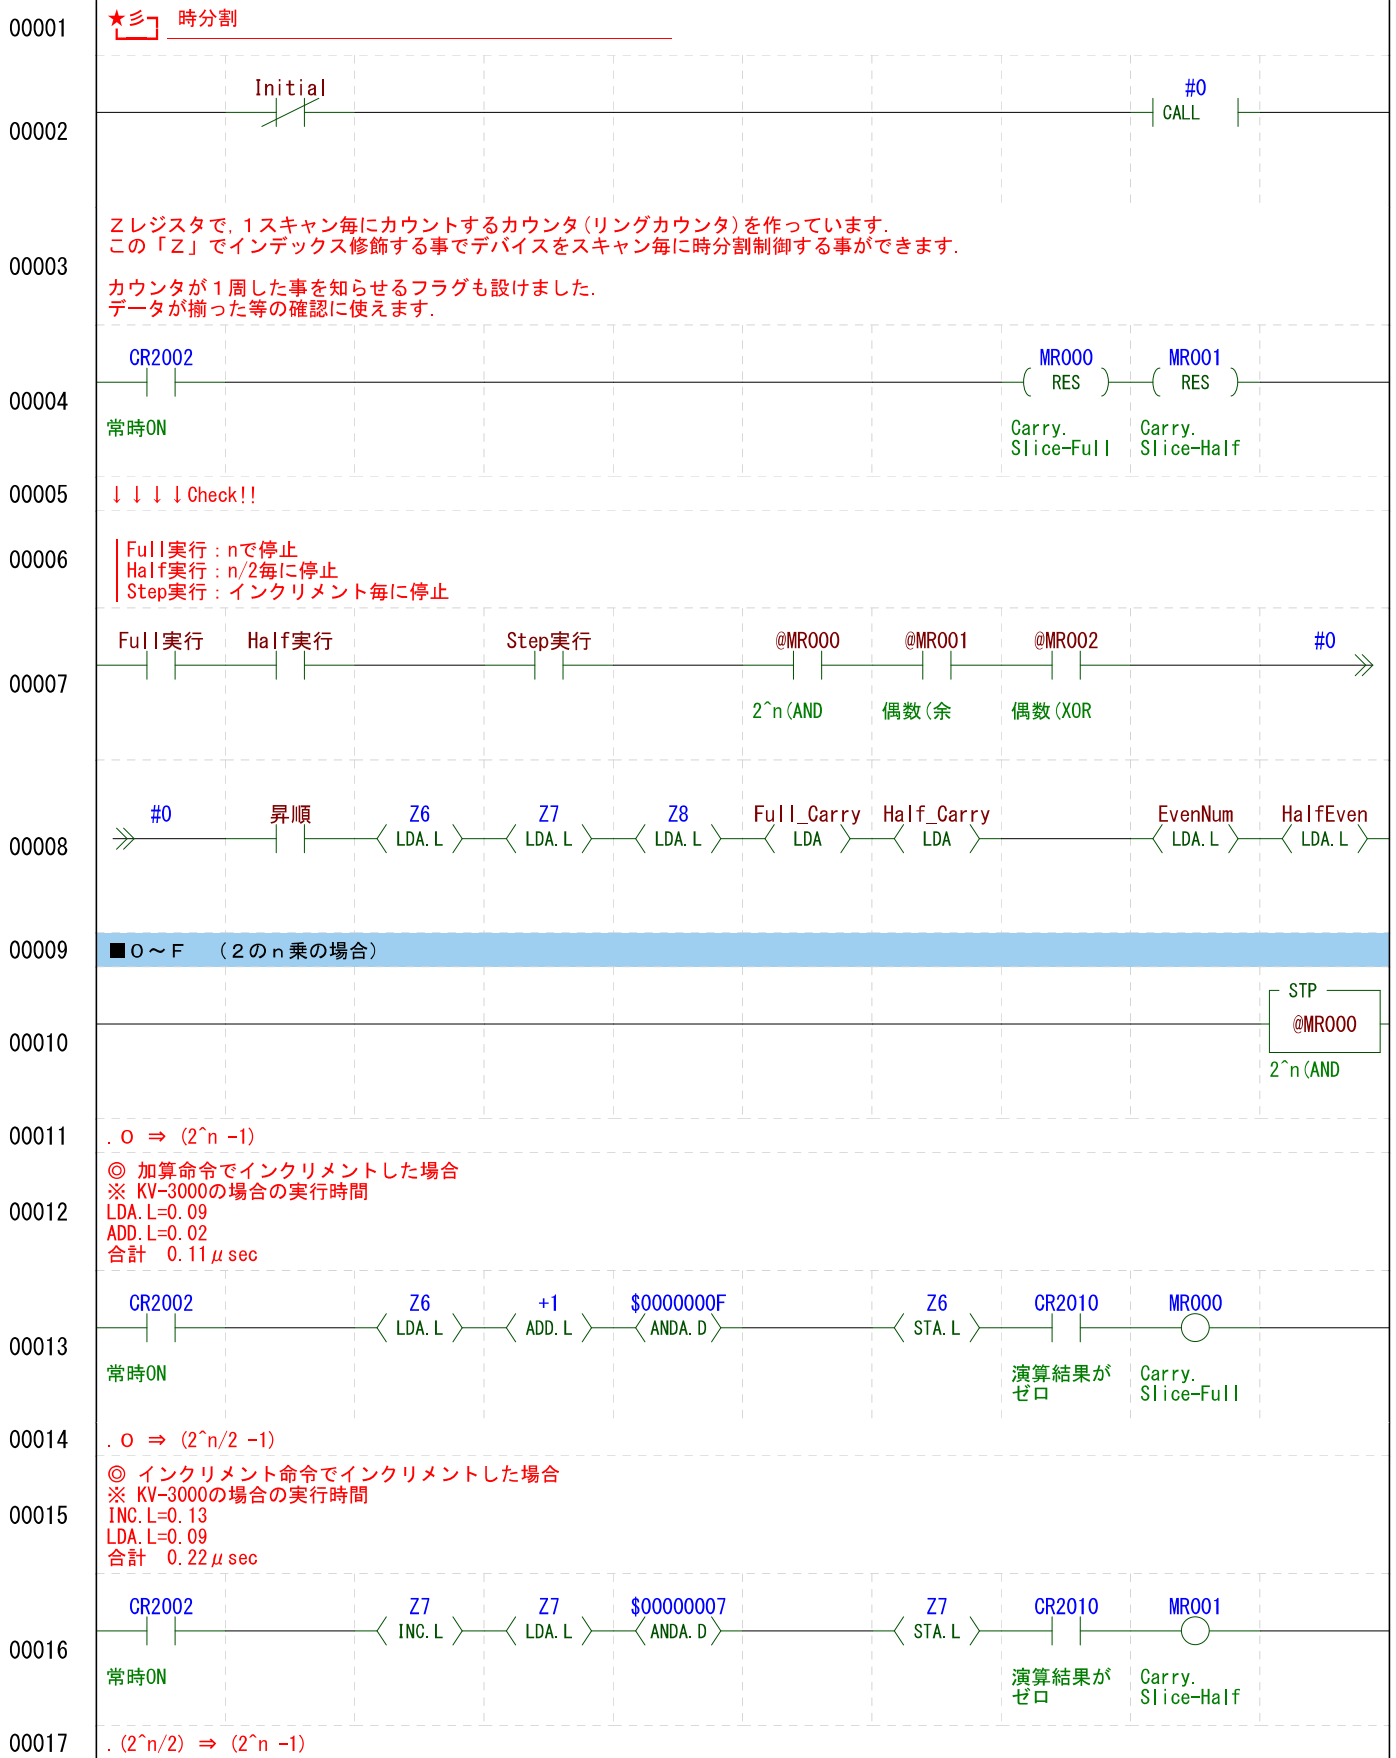 00001 ★彡 時分割
Initial #0
00002 CALL
00003
Zレジスタで,１スキャン毎にカウントするカウンタ(リングカウンタ)を作っています.
この「Z」でインデックス修飾する事でデバイスをスキャン毎に時分割制御する事ができます.
カウンタが１周した事を知らせるフラグも設けました.
データが揃った等の確認に使えます.
CR2002 MR000 MR001
00004 RES RES
常時ON Carry. Carry.
Slice-Full Slice-Half
00005 ↓↓↓↓Check!!
00006
Full実行：nで停止
Half実行：n/2毎に停止
Step実行：インクリメント毎に停止
Full実行 Half実行 Step実行 @MR000 @MR001 @MR002 #0
00007
2^n(AND 偶数(余 偶数(XOR
#0 昇順 Z6 Z7 Z8 Full_Carry Half_Carry EvenNum HalfEven
00008 LDA.L LDA.L LDA.L LDA LDA LDA.L LDA.L
00009 ■０～Ｆ （２のｎ乗の場合）
STP
00010 @MR000
2^n(AND
00011 .０ ⇒ (2^n -1)
00012
◎ 加算命令でインクリメントした場合
※ KV-3000の場合の実行時間
LDA.L=0.09
ADD.L=0.02
合計 0.11μsec
CR2002 Z6 +1 $0000000F Z6 CR2010 MR000
00013 LDA.L ADD.L ANDA.D STA.L
常時ON 演算結果が Carry.
ゼロ Slice-Full
00014 .０ ⇒ (2^n/2 -1)
00015
◎ インクリメント命令でインクリメントした場合
※ KV-3000の場合の実行時間
INC.L=0.13
LDA.L=0.09
合計 0.22μsec
CR2002 Z7 Z7 $00000007 Z7 CR2010 MR001
00016 INC.L LDA.L ANDA.D STA.L
常時ON 演算結果が Carry.
ゼロ Slice-Half
00017 .(2^n/2) ⇒ (2^n -1)